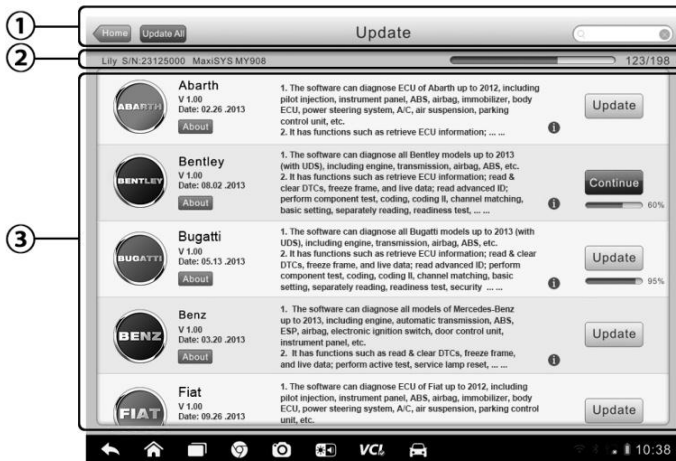 1
Home Update All Update
2
Lily S/N:23125000 MaxiSYS MY908 123/198
3
ABARTH
Abarth
V 1.00
Date: 02.26 .2013
About
1. The software can diagnose ECU of Abarth up to 2012, including
pilot injection, instrument panel, ABS, airbag, immobilizer, body
ECU, power steering system, A/C, air suspension, parking
control unit, etc.
2. It has functions such as retrieve ECU information; ... ...
i
Update
BENTLEY
Bentley
V 1.00
Date: 08.02 .2013
About
1. The software can diagnose all Bentley models up to 2013
(with UDS), including engine, transmission, airbag, ABS, etc.
2. It has functions such as retrieve ECU information; read &
clear DTCs, freeze frame, and live data; read advanced ID;
perform component test, coding, coding II, channel matching,
basic setting, separately reading, readiness test, ... ...
i
Continue
60%
BUGATTI
Bugatti
V 1.00
Date: 05.13 .2013
About
1. The software can diagnose all Bugatti models up to 2013 (with
UDS), including engine, transmission, airbag, ABS, etc.
2. It has functions such as retrieve ECU information; read & clear
DTCs, freeze frame, and live data; read advanced ID; perform
component test, coding, coding II, channel matching, basic
setting, separately reading, readiness test, security ... ...
i
Update
95%
BENZ
Benz
V 1.00
Date: 03.20 .2013
About
1. The software can diagnose all models of Mercedes-Benz
up to 2013, including engine, automatic transmission, ABS,
ESP, airbag, electronic ignition switch, door control unit,
instrument panel, etc.
2. It has functions such as read & clear DTCs, freeze frame,
and live data; perform active test, service lamp reset, ... ...
i
Update
FIAT
Fiat
V 1.00
Date: 09.26 .2013
1. The software can diagnose ECU of Fiat up to 2012, including
pilot injection, instrument panel, ABS, airbag, immobilizer, body
ECU, power steering system, A/C, air suspension, parking control
unit, etc.
Update
VCI 10:38